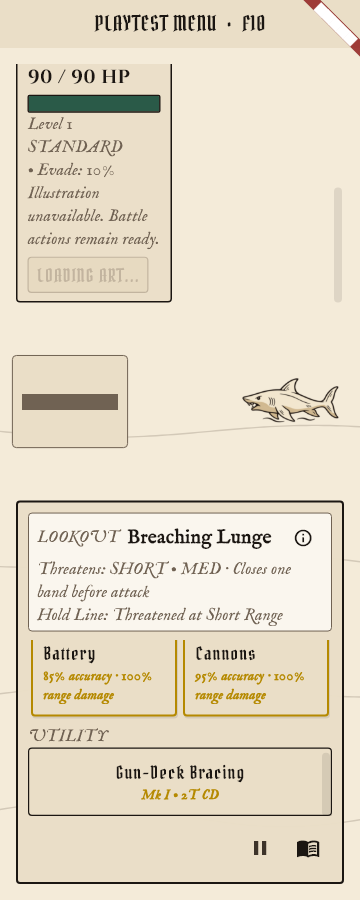 PLAYTEST MENU · F10
90 / 90 HP
Level 1
STANDARD
• Evade: 10%
Illustration
unavailable. Battle
actions remain ready.
LOADING ART...
LOOKOUT Breaching Lunge
Threatens: SHORT • MED · Closes one
band before attack
Hold Line: Threatened at Short Range
Battery
85% accuracy · 100%
range damage
Cannons
95% accuracy · 100%
range damage
UTILITY
Gun-Deck Bracing
Mk I • 2T CD